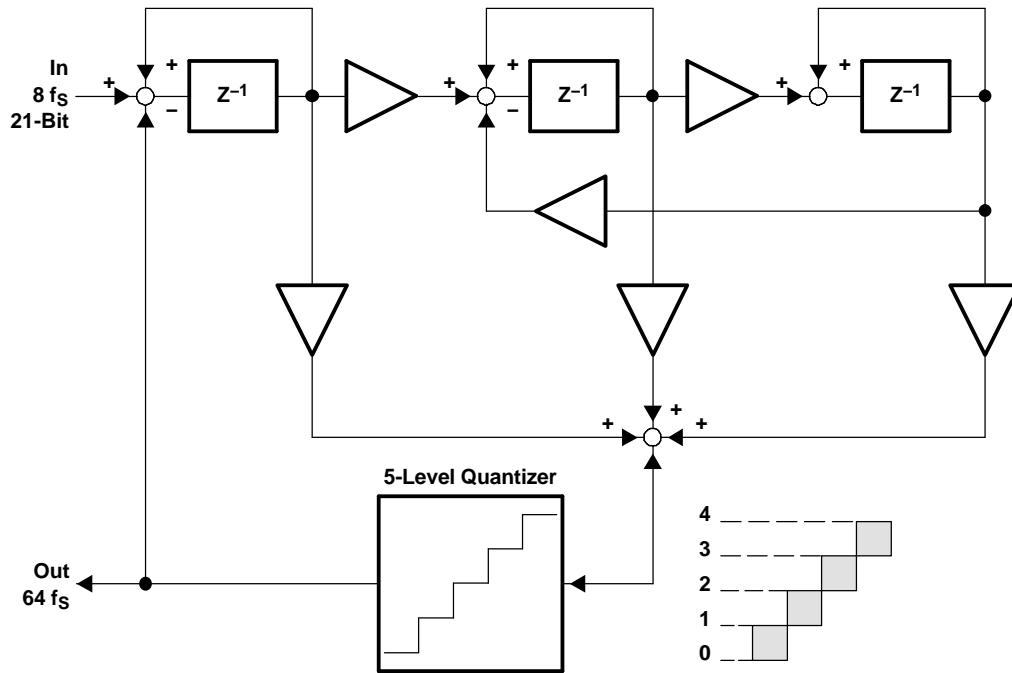 In
8 fS
21-Bit
+
+
−
Z−1
+
+
−
Z−1
+
+
Z−1
+
+
+
5-Level Quantizer
Out
64 fS
4
3
2
1
0